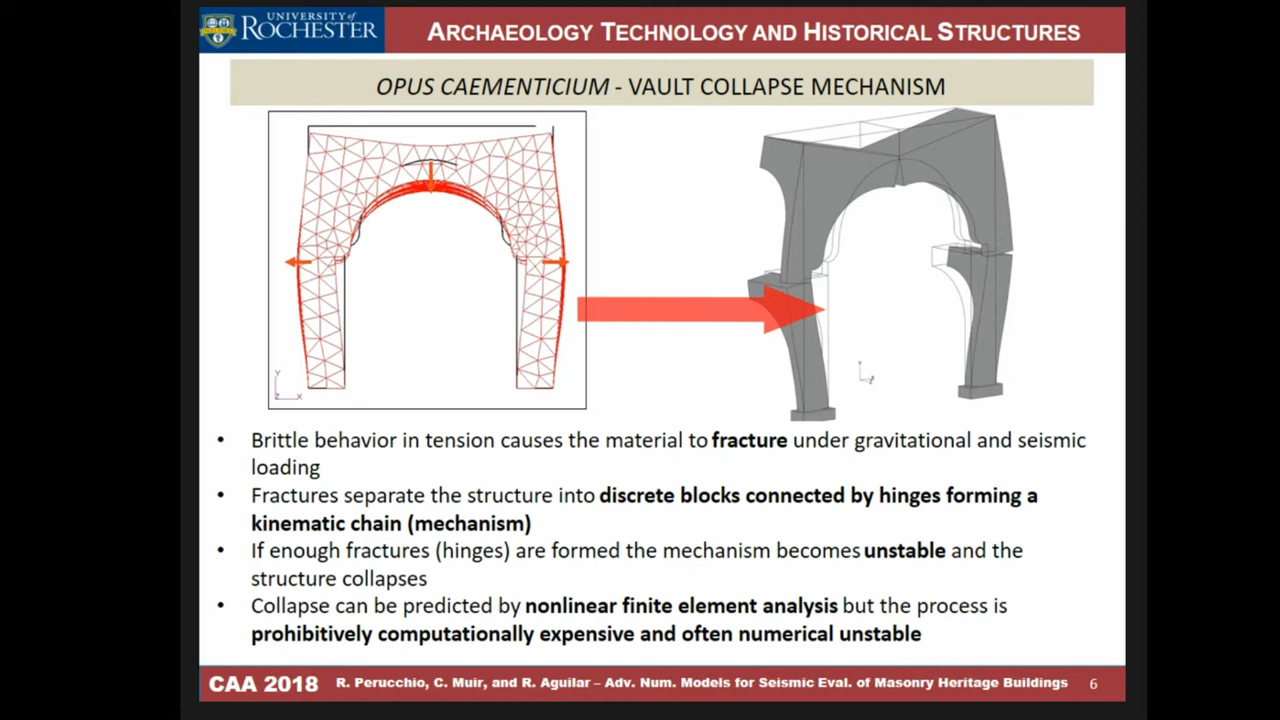 UNIVERSITY of
ROCHESTER
MELIORA
ARCHAEOLOGY TECHNOLOGY AND HISTORICAL STRUCTURES
OPUS CAEMENTICIUM - VAULT COLLAPSE MECHANISM
Y
Z X
• Brittle behavior in tension causes the material to fracture under gravitational and seismic
loading
• Fractures separate the structure into discrete blocks connected by hinges forming a
kinematic chain (mechanism)
• If enough fractures (hinges) are formed the mechanism becomes unstable and the
structure collapses
• Collapse can be predicted by nonlinear finite element analysis but the process is
prohibitively computationally expensive and often numerical unstable
CAA 2018 R. Perucchio, C. Muir, and R. Aguilar – Adv. Num. Models for Seismic Eval. of Masonry Heritage Buildings 6